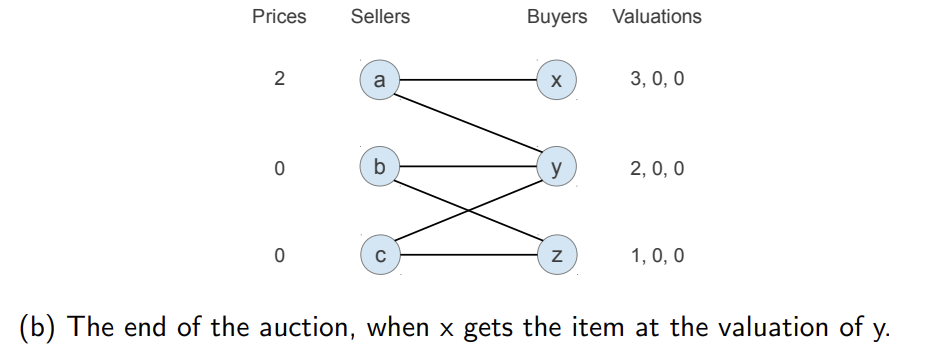 Prices Sellers Buyers Valuations
2 a x 3, 0, 0
0 b y 2, 0, 0
0 c z 1, 0, 0
(b) The end of the auction, when x gets the item at the valuation of y.